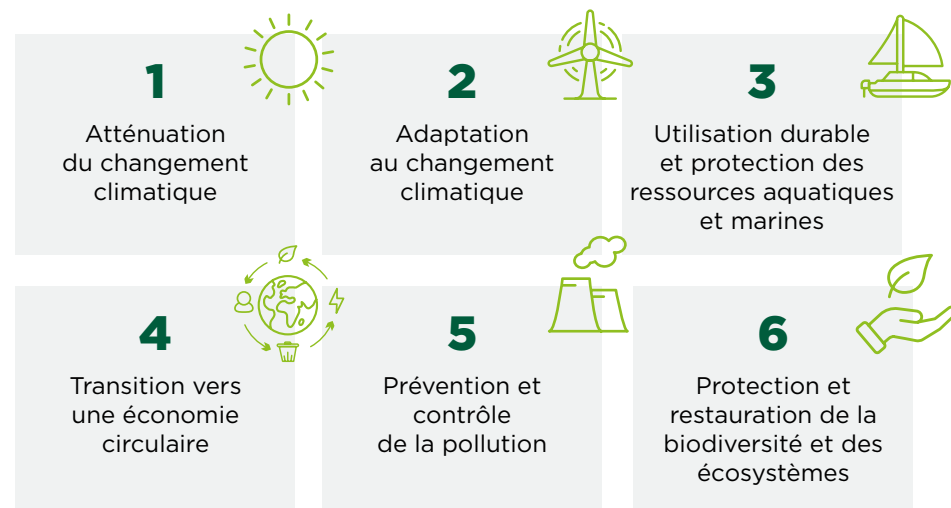 1
Atténuation
du changement
climatique
2
Adaptation
au changement
climatique
3
Utilisation durable
et protection des
ressources aquatiques
et marines
4
Transition vers
une économie
circulaire
5
Prévention et
contrôle
de la pollution
6
Protection et
restauration de la
biodiversité et des
écosystèmes